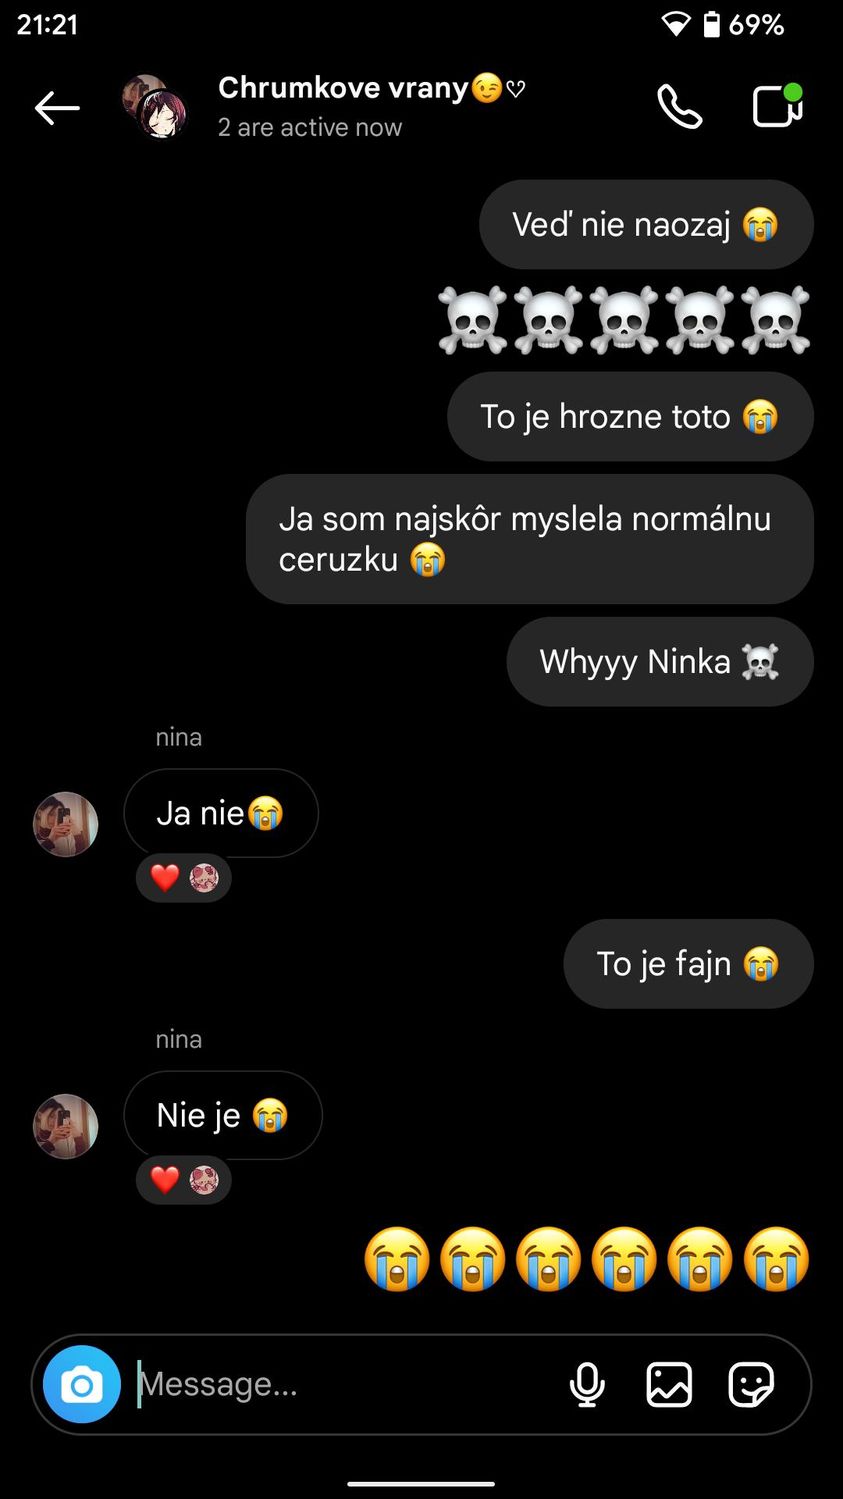 21:21
69%
Chrumkove vrany😉♡
2 are active now
Veď nie naozaj 😭
☠️☠️☠️☠️☠️
To je hrozne toto 😭
Ja som najskôr myslela normálnu
ceruzku 😭
Whyyy Ninka ☠️
nina
Ja nie😭
❤️
To je fajn 😭
nina
Nie je 😭
❤️
😭😭😭😭😭😭
Message...